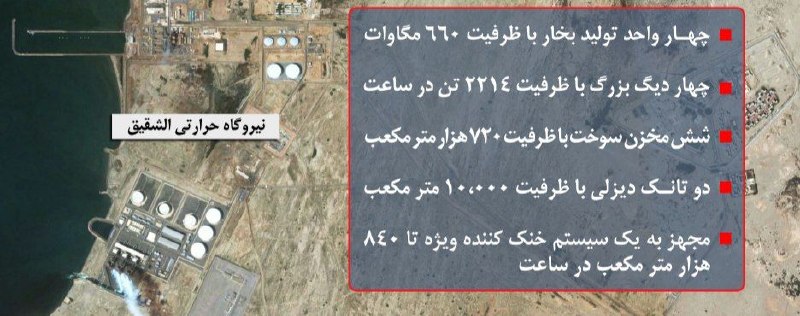 چهار واحد تولید بخار با ظرفیت ۶۶۰ مگاوات
چهار دیگ بزرگ با ظرفیت ۲۲۱۴ تن در ساعت
نیروگاه حرارتی الشقیق
شش مخزن سوخت با ظرفیت ۷۲۰ هزار متر مکعب
دو تانک دیزلی با ظرفیت ۱۰,۰۰۰ متر مکعب
مجهز به یک سیستم خنک کننده ویژه تا ۸۴۰
هزار متر مکعب در ساعت